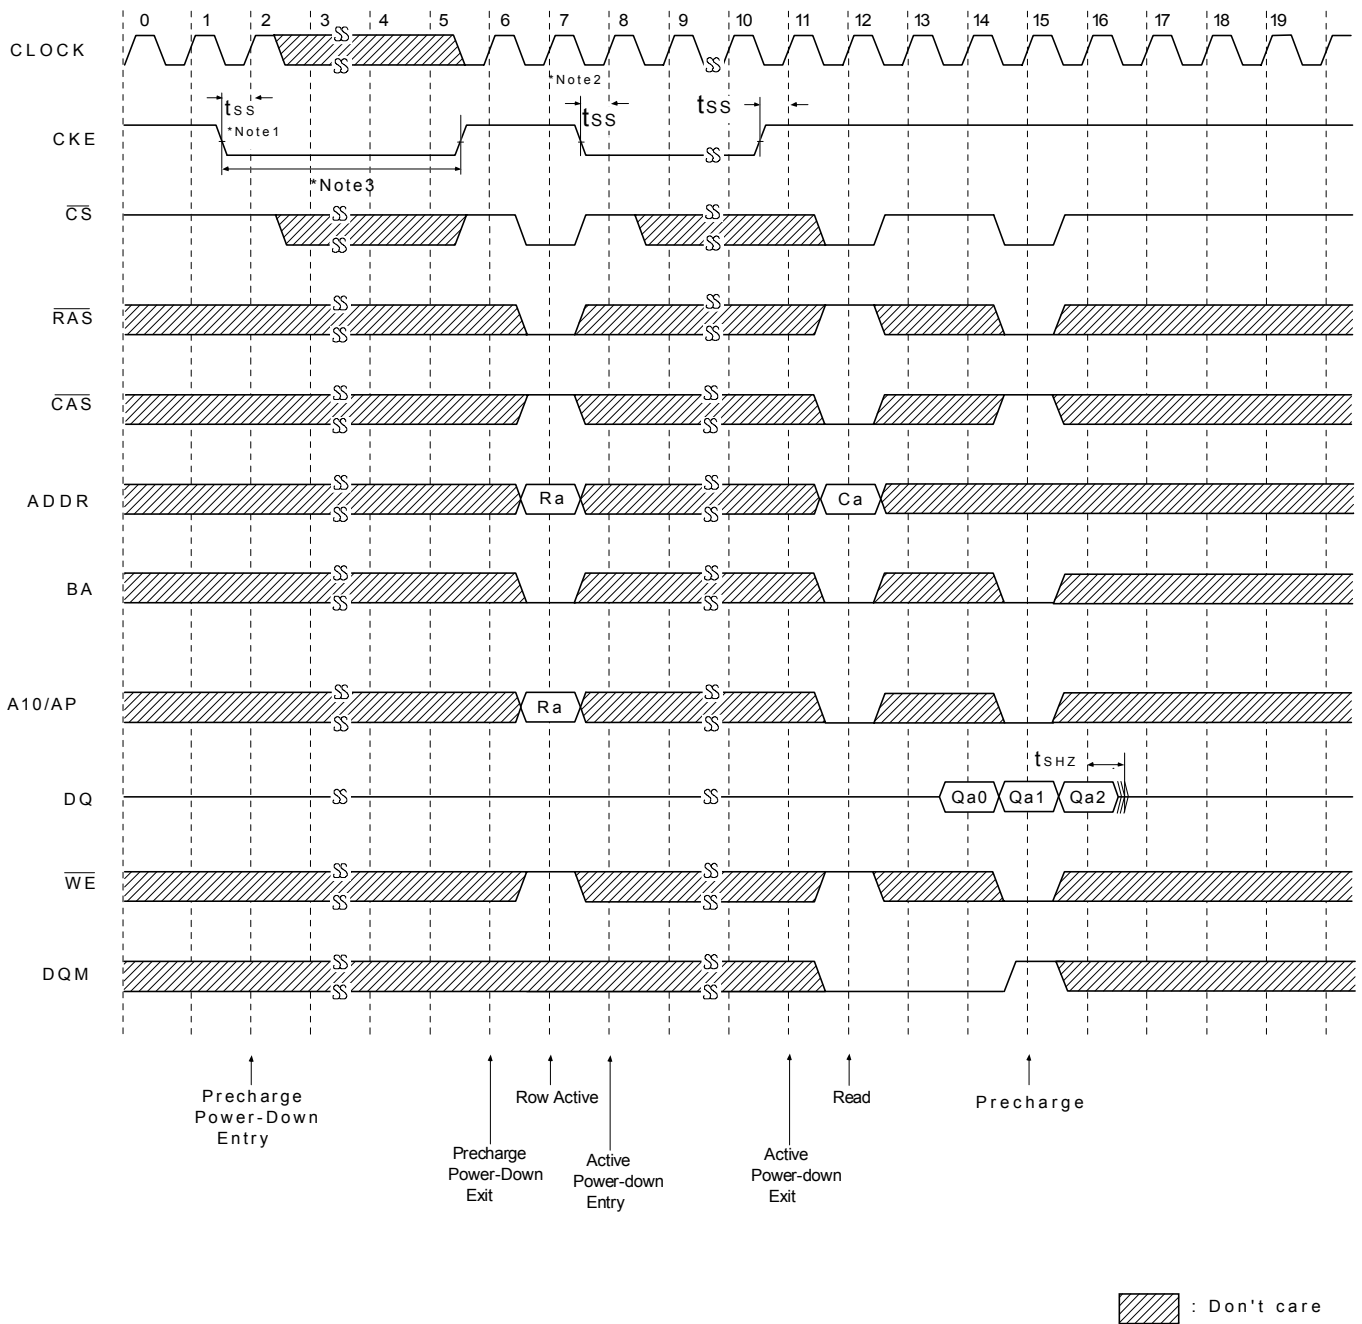 0 1 2 3 4 5 6 7 8 9 10 11 12 13 14 15 16 17 18 19
CLOCK
*Note2
tSS
tSS
tSS
*Note1
CKE
*Note3
CS
RAS
CAS
ADDR
Ra
Ca
BA
A10/AP
Ra
tSHZ
DQ
Qa0 Qa1 Qa2
WE
DQM
Precharge
Power-Down
Entry
Row Active
Read
Precharge
Precharge
Power-Down
Exit
Active
Power-down
Entry
Active
Power-down
Exit
: Don't care